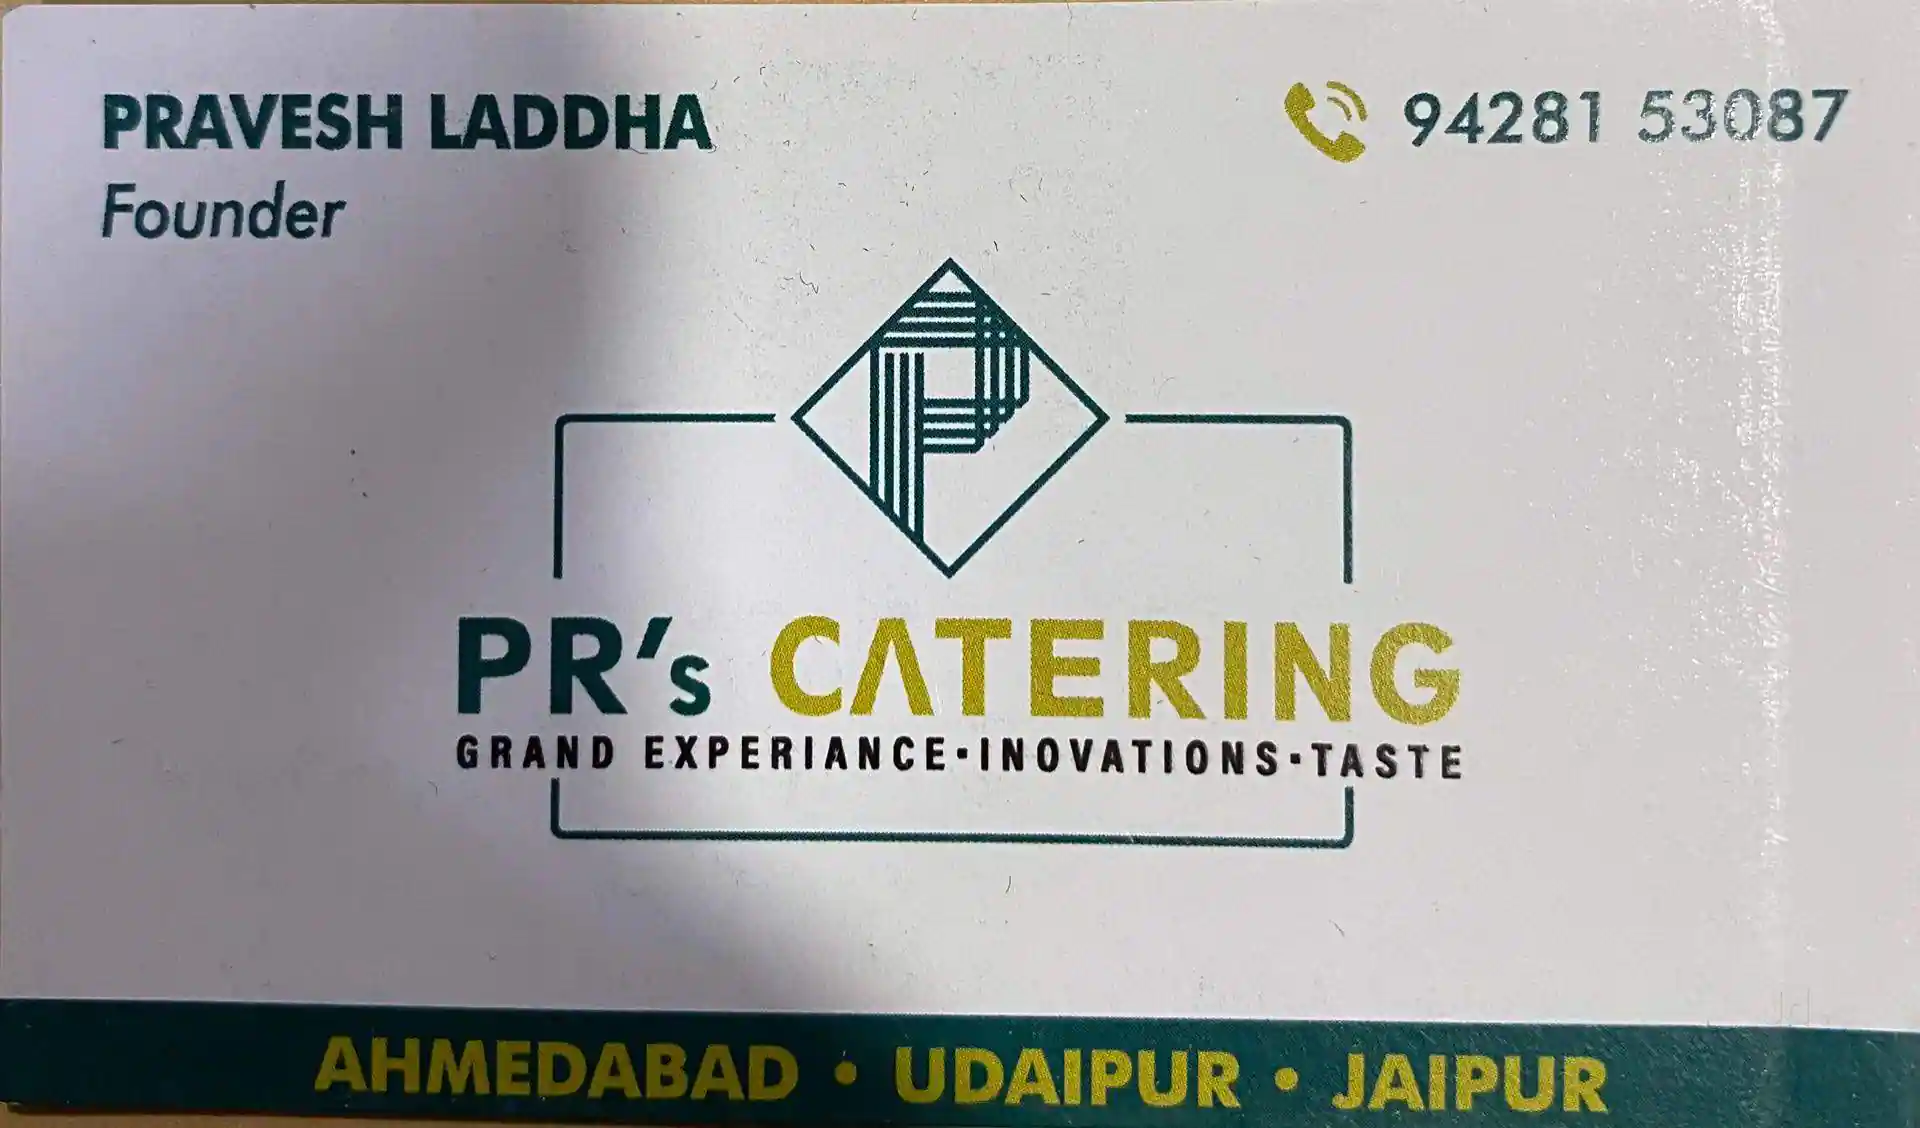 PRAVESH LADDHA
Founder
94281 53087
P
PR's CATERING
GRAND EXPERIANCE·INOVATIONS·TASTE
AHMEDABAD • UDAIPUR • JAIPUR